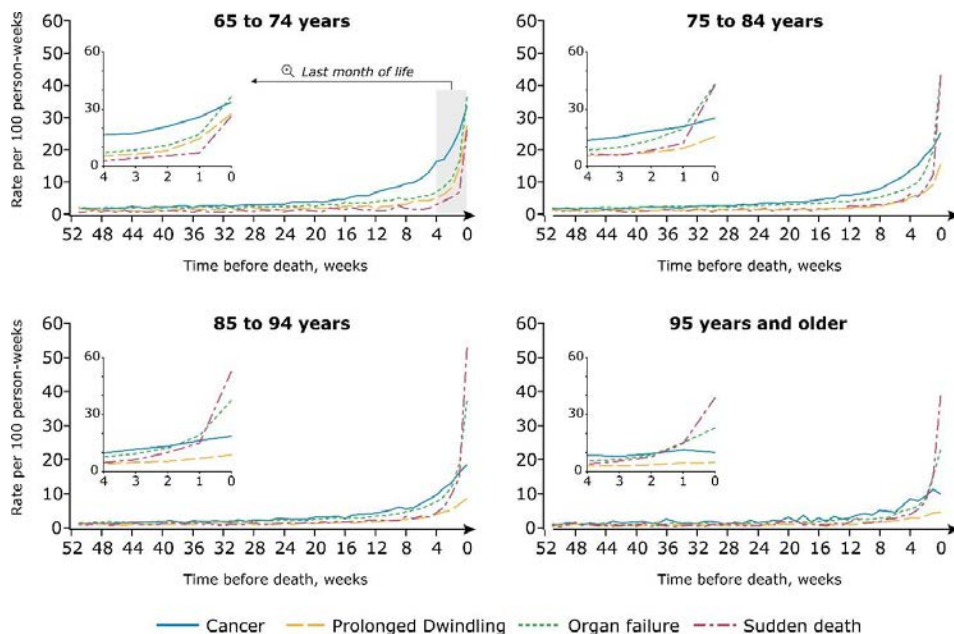 65 to 74 years
60
50
40
30
20
10
0
Rate per 100 person-weeks
60
30
0
4 3 2 1 0
Last month of life
52 48 44 40 36 32 28 24 20 16 12 8 4 0
Time before death, weeks
75 to 84 years
60
50
40
30
20
10
0
60
30
0
4 3 2 1 0
52 48 44 40 36 32 28 24 20 16 12 8 4 0
Time before death, weeks
85 to 94 years
60
50
40
30
20
10
0
Rate per 100 person-weeks
60
30
0
4 3 2 1 0
52 48 44 40 36 32 28 24 20 16 12 8 4 0
Time before death, weeks
95 years and older
60
50
40
30
20
10
0
60
30
0
4 3 2 1 0
52 48 44 40 36 32 28 24 20 16 12 8 4 0
Time before death, weeks
Cancer Prolonged Dwindling Organ failure Sudden death